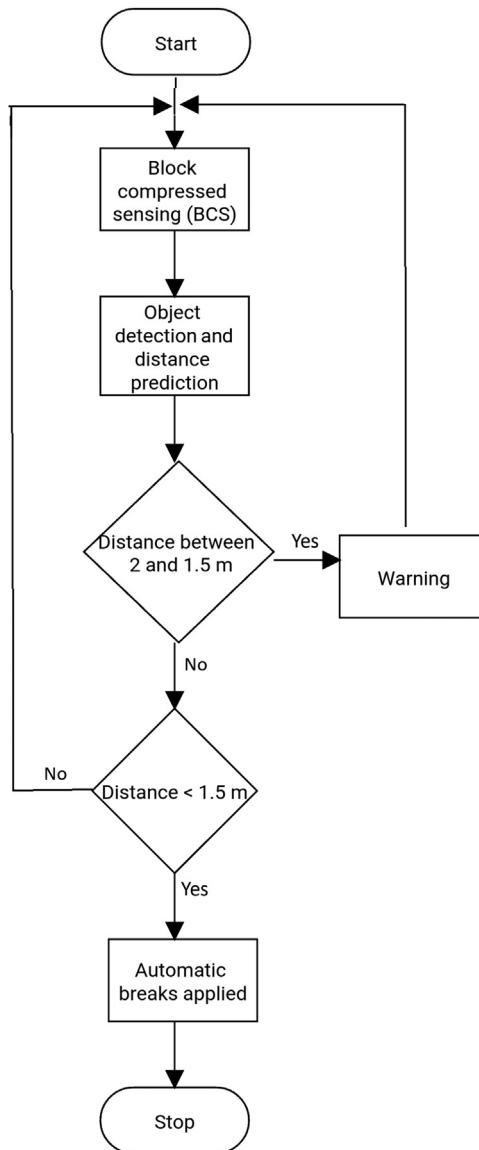 Start
Block
compressed
sensing (BCS)
Object
detection and
distance
prediction
Distance between
2 and 1.5 m
Yes
Warning
No
No
Distance < 1.5 m
Yes
Automatic
breaks applied
Stop